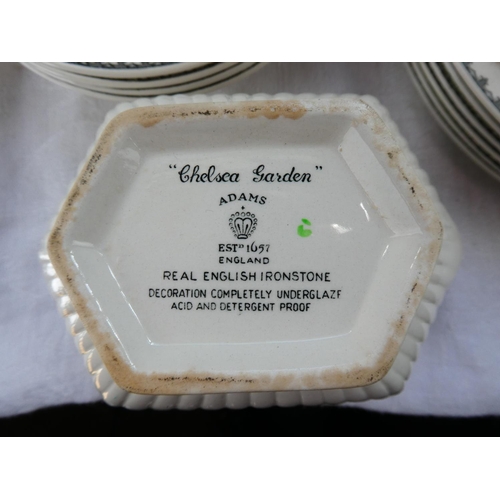 "Chelsea Garden"
ADAMS
ESTD 1657
ENGLAND
REAL ENGLISH IRONSTONE
DECORATION COMPLETELY UNDERGLAZE
ACID AND DETERGENT PROOF